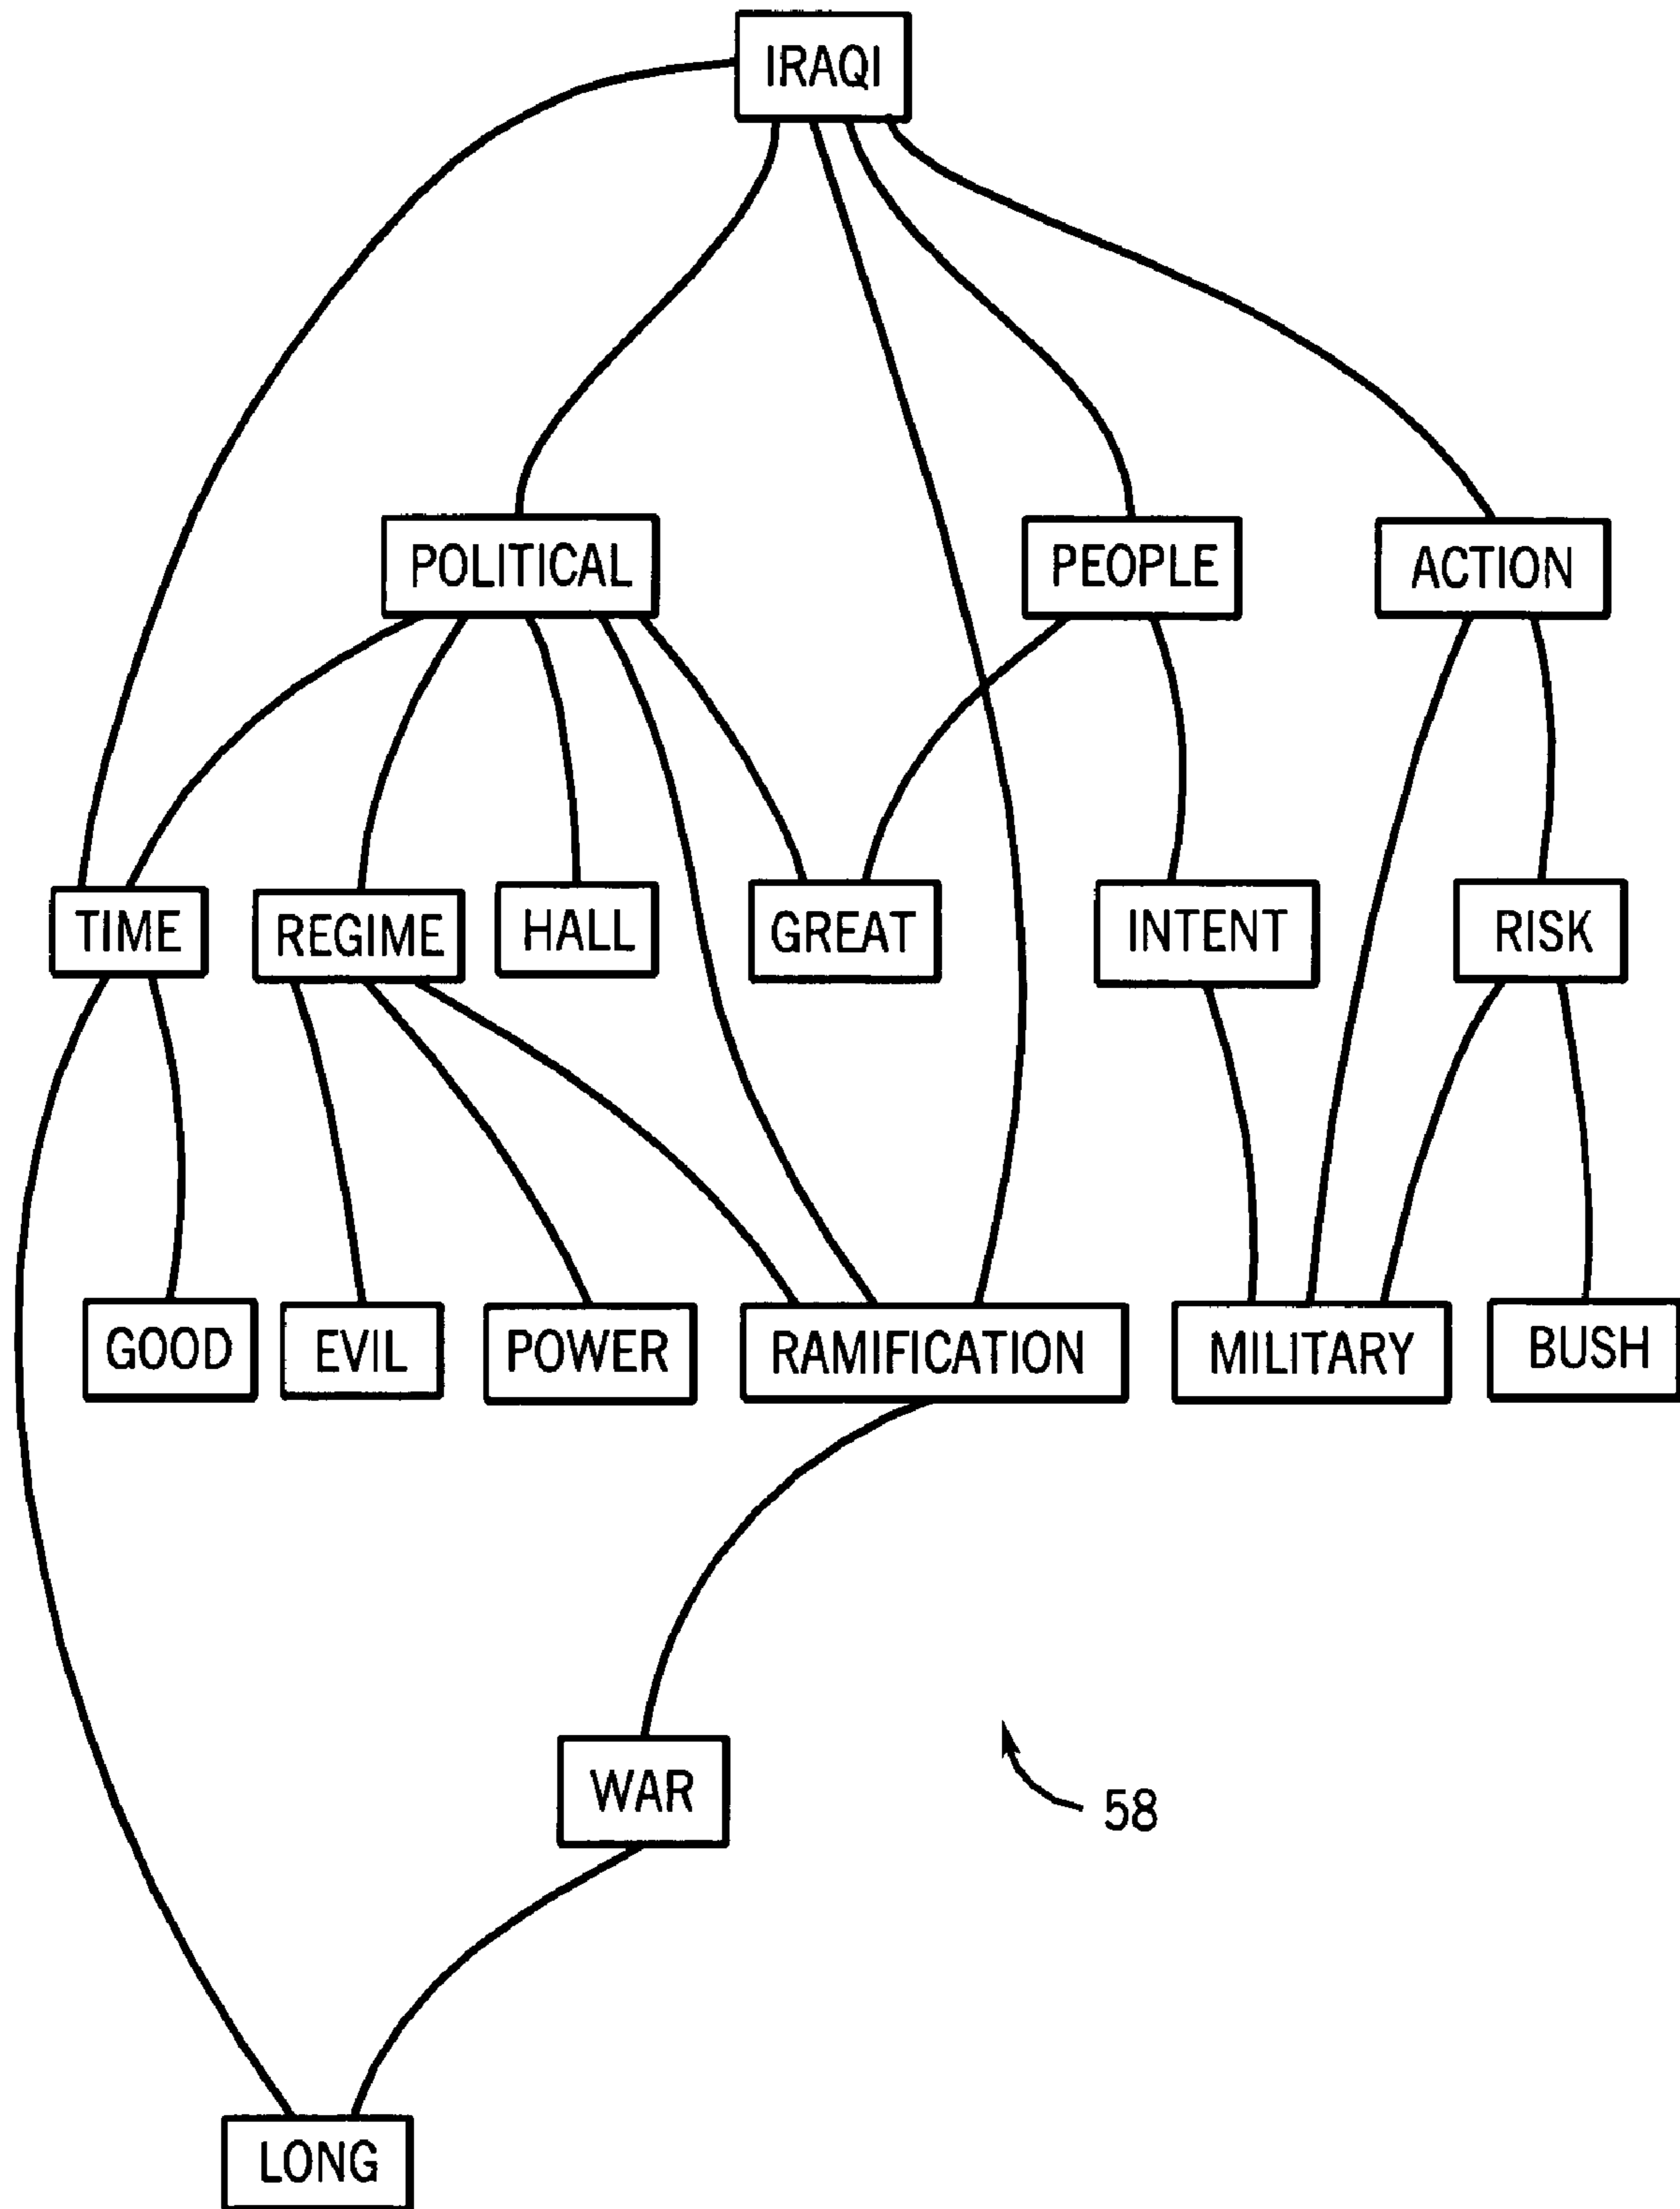 IRAQI
POLITICAL
PEOPLE
ACTION
TIME
REGIME
HALL
GREAT
INTENT
RISK
GOOD
EVIL
POWER
RAMIFICATION
MILITARY
BUSH
WAR
58
LONG